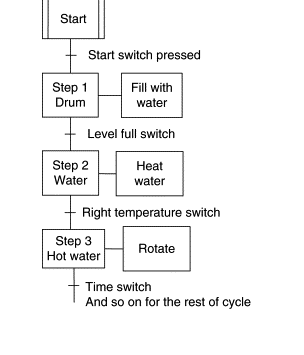 Start
Start switch pressed
Step 1
Drum
Fill with
water
Level full switch
Step 2
Water
Heat
water
Right temperature switch
Step 3
Hot water
Rotate
Time switch
And so on for the rest of cycle